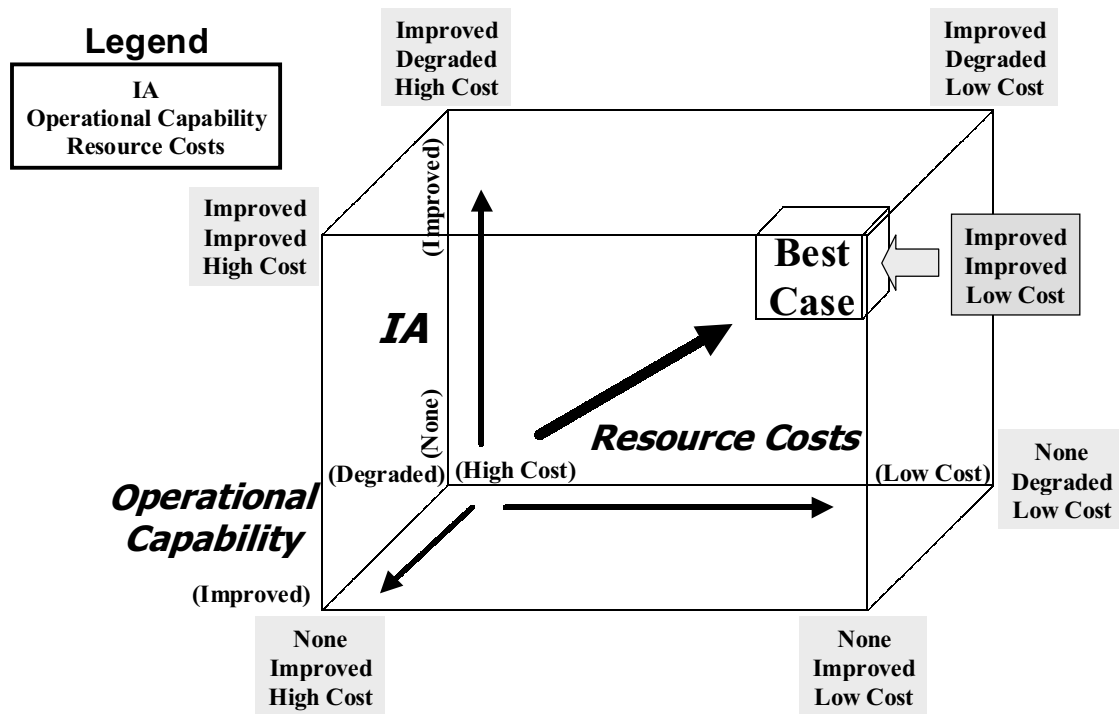 Legend
IA
Operational Capability
Resource Costs
Improved
Degraded
High Cost
Improved
Degraded
Low Cost
Improved
Improved
High Cost
(Improved)
Best
Case
Improved
Improved
Low Cost
IA
(None)
Resource Costs
(Degraded)
(High Cost)
(Low Cost)
None
Degraded
Low Cost
Operational
Capability
(Improved)
None
Improved
High Cost
None
Improved
Low Cost